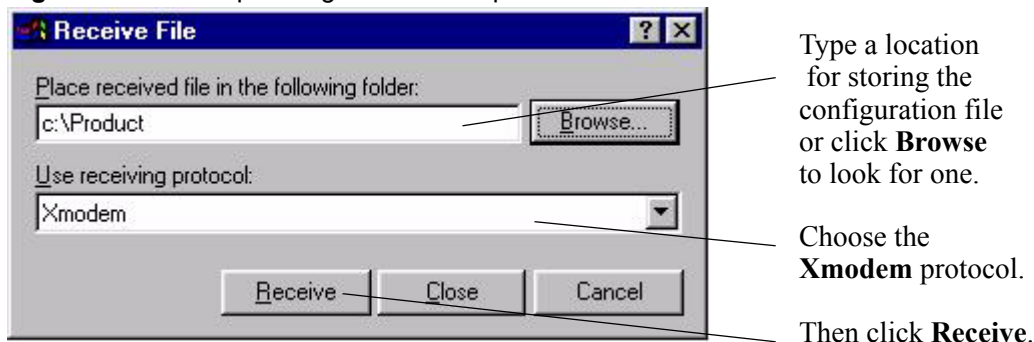 Receive File
Place received file in the following folder:
c:\Product
Browse...
Use receiving protocol:
Xmodem
Receive
Close
Cancel
Type a location
for storing the
configuration file
or click Browse
to look for one.
Choose the
Xmodem protocol.
Then click Receive.